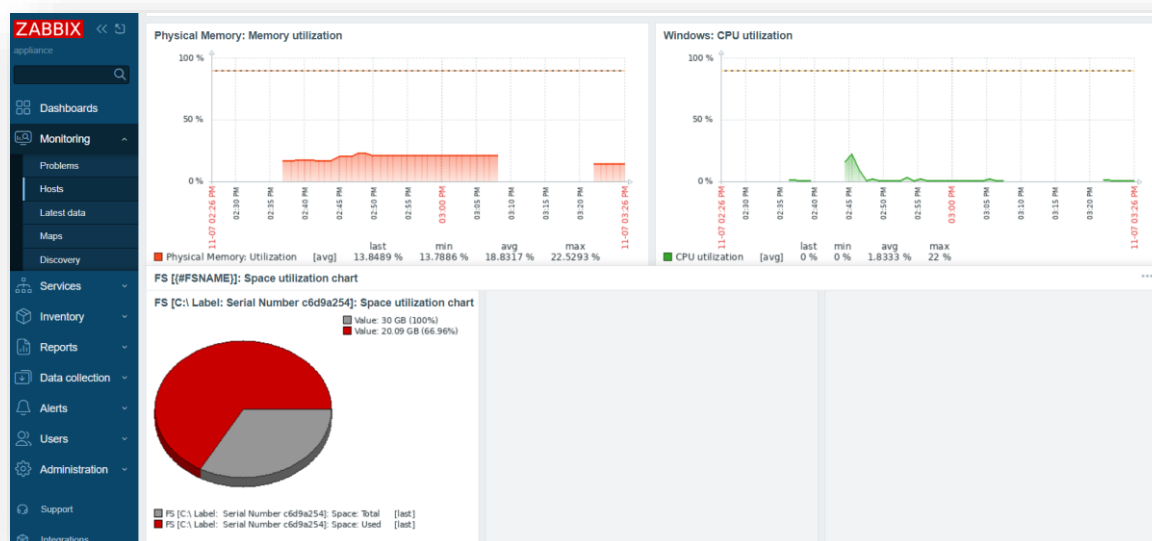 ZABBIX
appliance
Dashboards
Monitoring
Problems
Hosts
Latest data
Maps
Discovery
Services
Inventory
Reports
Data collection
Alerts
Users
Administration
Support
Integrations
Physical Memory: Memory utilization
100 %
50 %
0 %
11-07 02:26 PM
02:30 PM
02:35 PM
02:40 PM
02:45 PM
02:50 PM
02:55 PM
03:00 PM
03:05 PM
03:10 PM
03:15 PM
03:20 PM
11-07 03:26 PM
last min avg max
Physical Memory: Utilization [avg] 13.8489 % 13.7886 % 18.8317 % 22.5293 %
Windows: CPU utilization
100 %
50 %
0 %
11-07 02:26 PM
02:30 PM
02:35 PM
02:40 PM
02:45 PM
02:50 PM
02:55 PM
03:00 PM
03:05 PM
03:10 PM
03:15 PM
03:20 PM
11-07 03:26 PM
last min avg max
CPU utilization [avg] 0 % 0 % 1.8333 % 22 %
FS [{#FSNAME}]: Space utilization chart
FS [C:\ Label: Serial Number c6d9a254]: Space utilization chart
Value: 30 GB (100%)
Value: 20.09 GB (66.96%)
FS [C:\ Label: Serial Number c6d9a254]: Space: Total [last]
FS [C:\ Label: Serial Number c6d9a254]: Space: Used [last]